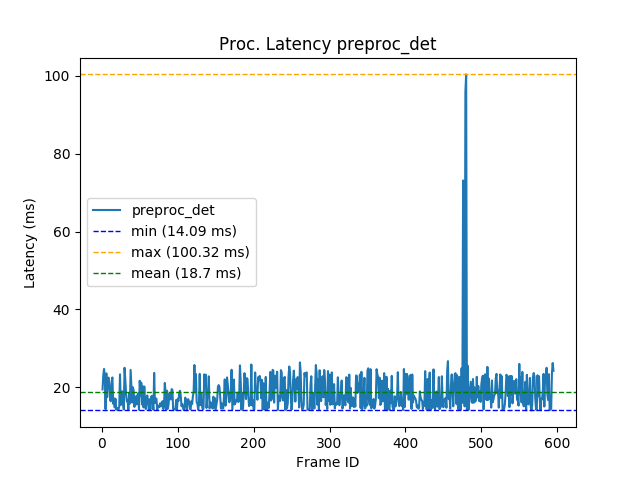 Proc. Latency preproc_det
100
80
60
40
20
Latency (ms)
preproc_det
min (14.09 ms)
max (100.32 ms)
mean (18.7 ms)
0 100 200 300 400 500 600
Frame ID